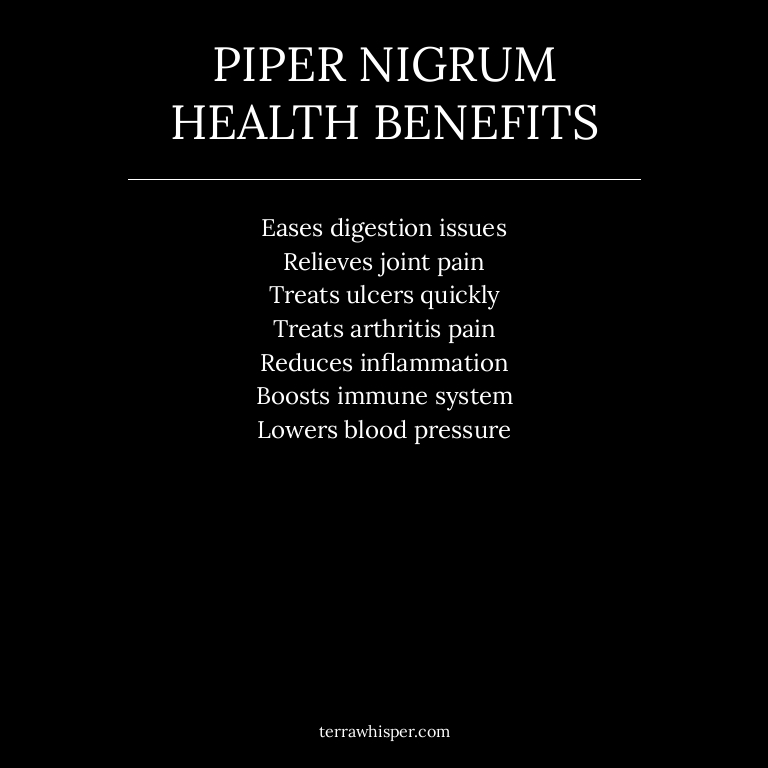 PIPER NIGRUM
HEALTH BENEFITS
Eases digestion issues
Relieves joint pain
Treats ulcers quickly
Treats arthritis pain
Reduces inflammation
Boosts immune system
Lowers blood pressure
terrawhisper.com